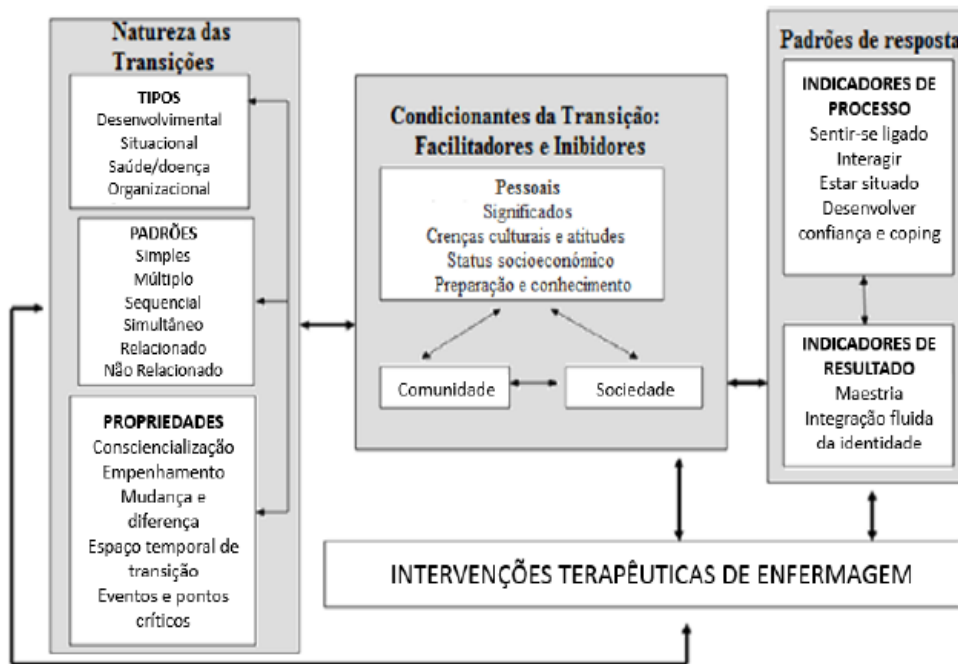 Natureza das
Transições
TIPOS
Desenvolvimental
Situacional
Saúde/doença
Organizacional
PADRÕES
Simples
Múltiplo
Sequencial
Simultâneo
Relacionado
Não Relacionado
PROPRIEDADES
Consciencialização
Empenhamento
Mudança e
diferença
Espaço temporal de
transição
Eventos e pontos
críticos
Condicionantes da Transição:
Facilitadores e Inibidores
Pessoais
Significados
Crenças culturais e atitudes
Status socioeconómico
Preparação e conhecimento
Comunidade
Sociedade
Padrões de resposta
INDICADORES DE
PROCESSO
Sentir-se ligado
Interagir
Estar situado
Desenvolver
confiança e coping
INDICADORES DE
RESULTADO
Maestria
Integração fluida
da identidade
INTERVENÇÕES TERAPÊUTICAS DE ENFERMAGEM